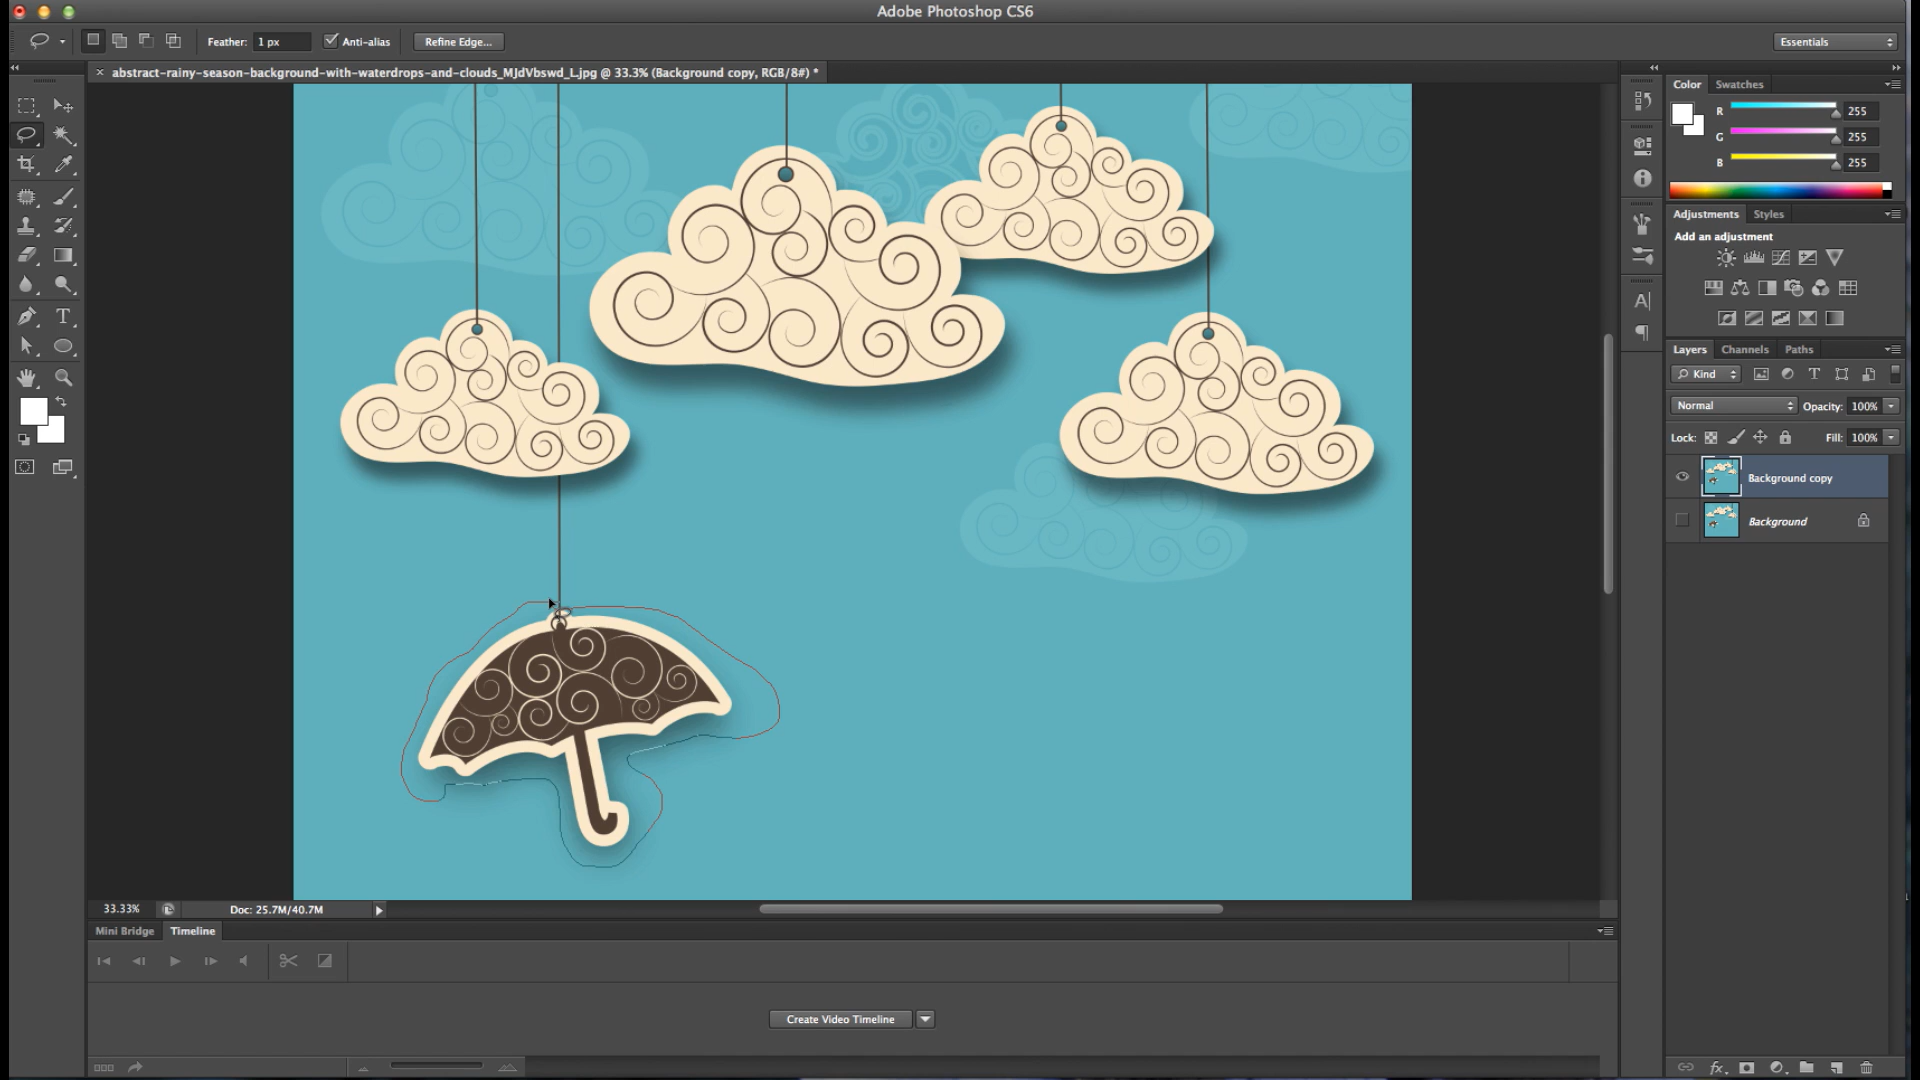 Adobe Photoshop CS6
Feather: 1 px Anti-alias Refine Edge... Essentials
× abstract-rainy-season-background-with-waterdrops-and-clouds_MJdVbswd_L.jpg @ 33.3% (Background copy, RGB/8#) *
Color Swatches
R 255
G 255
B 255
Adjustments Styles
Add an adjustment
Layers Channels Paths
Kind
Normal Opacity: 100%
Lock: Fill: 100%
Background copy
Background
33.33% Doc: 25.7M/40.7M
Mini Bridge Timeline
Create Video Timeline